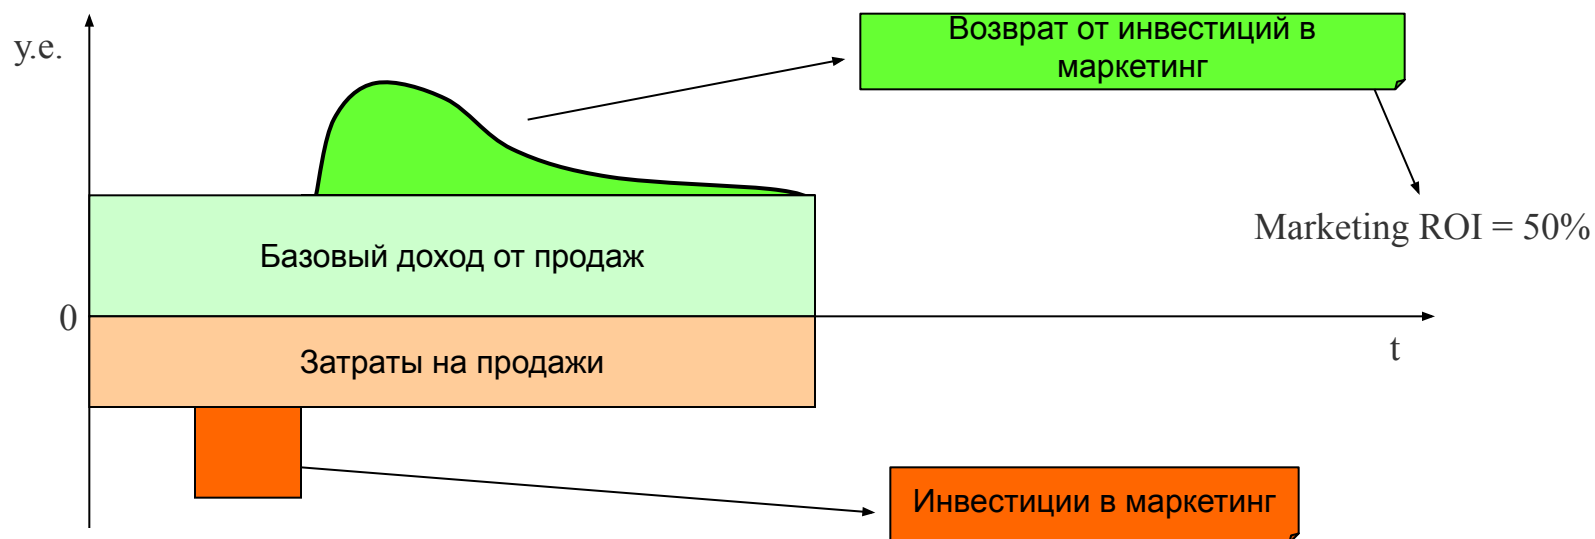 у.е.
Возврат от инвестиций в
маркетинг
Marketing ROI = 50%
Базовый доход от продаж
0
t
Затраты на продажи
Инвестиции в маркетинг